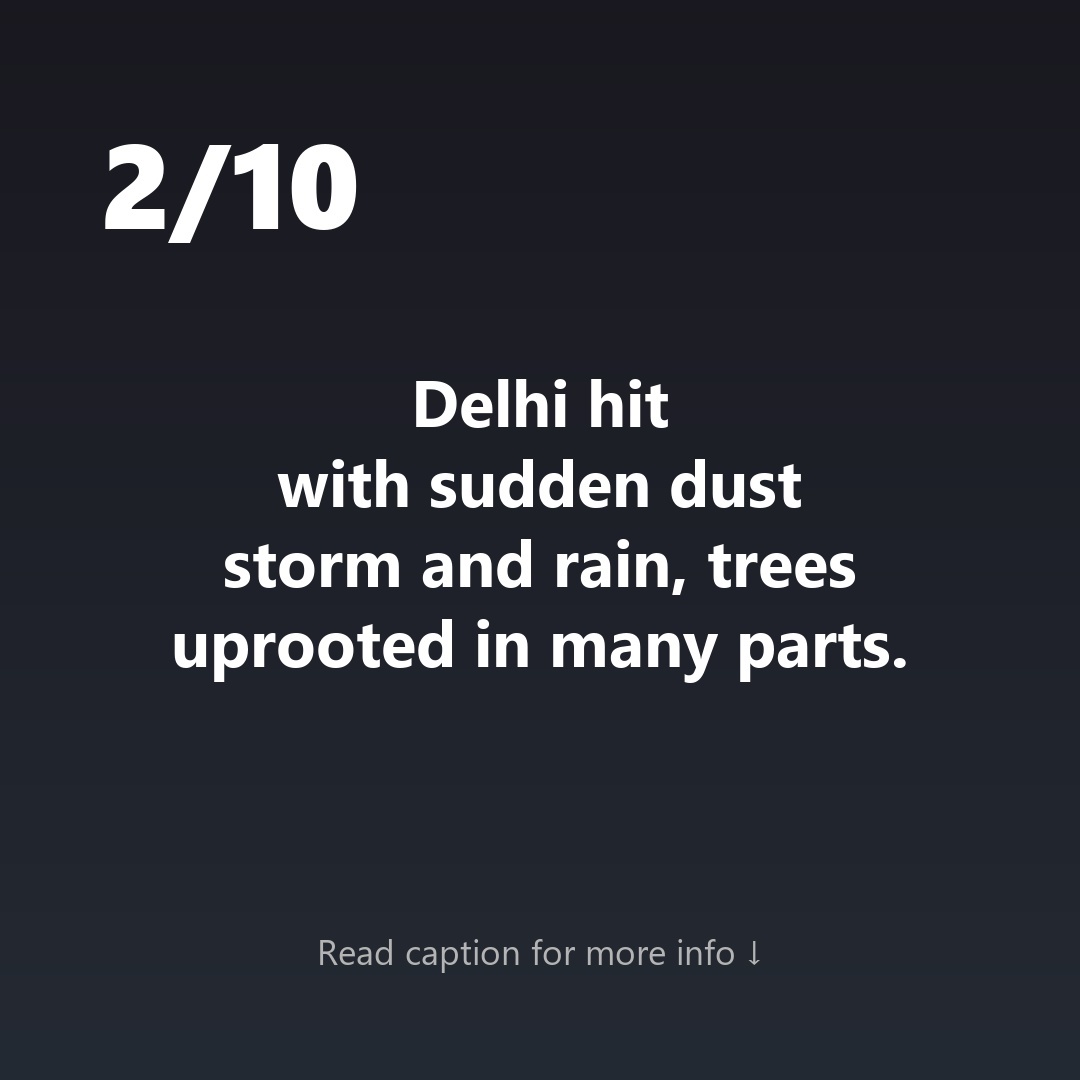 2/10
Delhi hit
with sudden dust
storm and rain, trees
uprooted in many parts.
Read caption for more info ↓